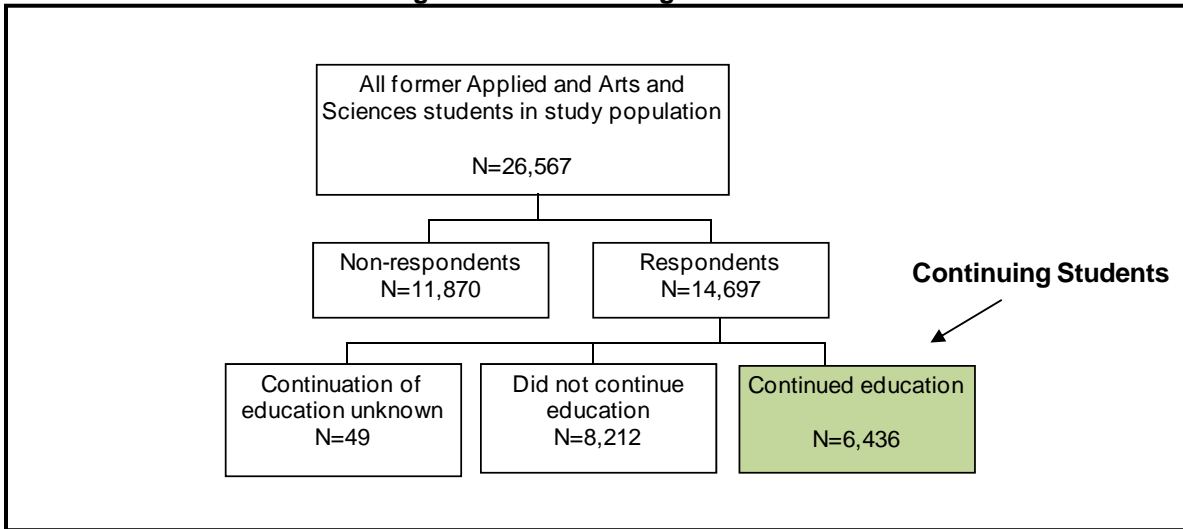 All former Applied and Arts and
Sciences students in study population
N=26,567
Non-respondents
N=11,870
Respondents
N=14,697
Continuing Students
Continuation of
education unknown
N=49
Did not continue
education
N=8,212
Continued education
N=6,436